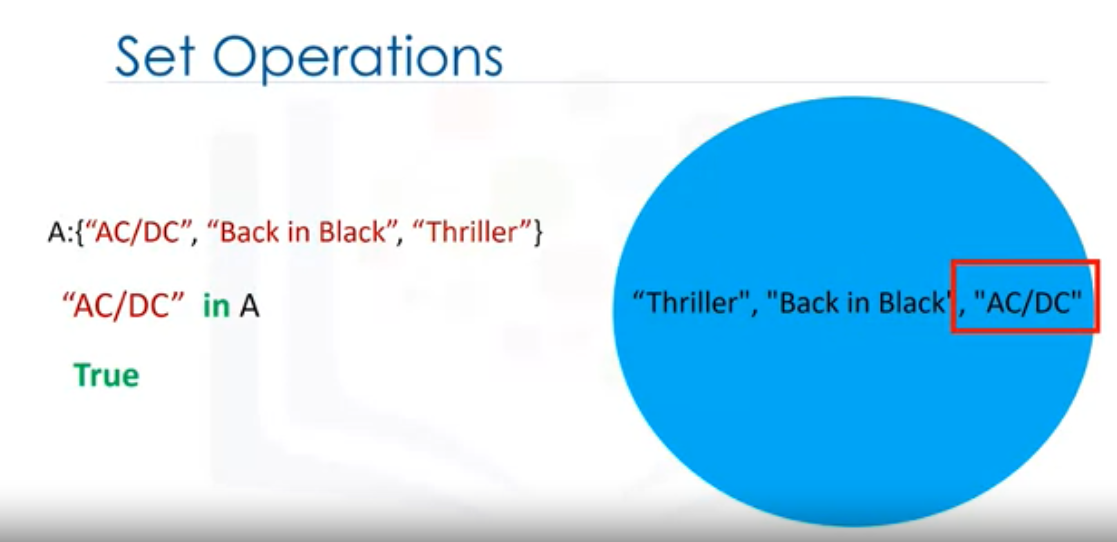 Set Operations
A:{“AC/DC”, “Back in Black”, “Thriller”}
“AC/DC” in A
True
“Thriller", "Back in Black", "AC/DC"